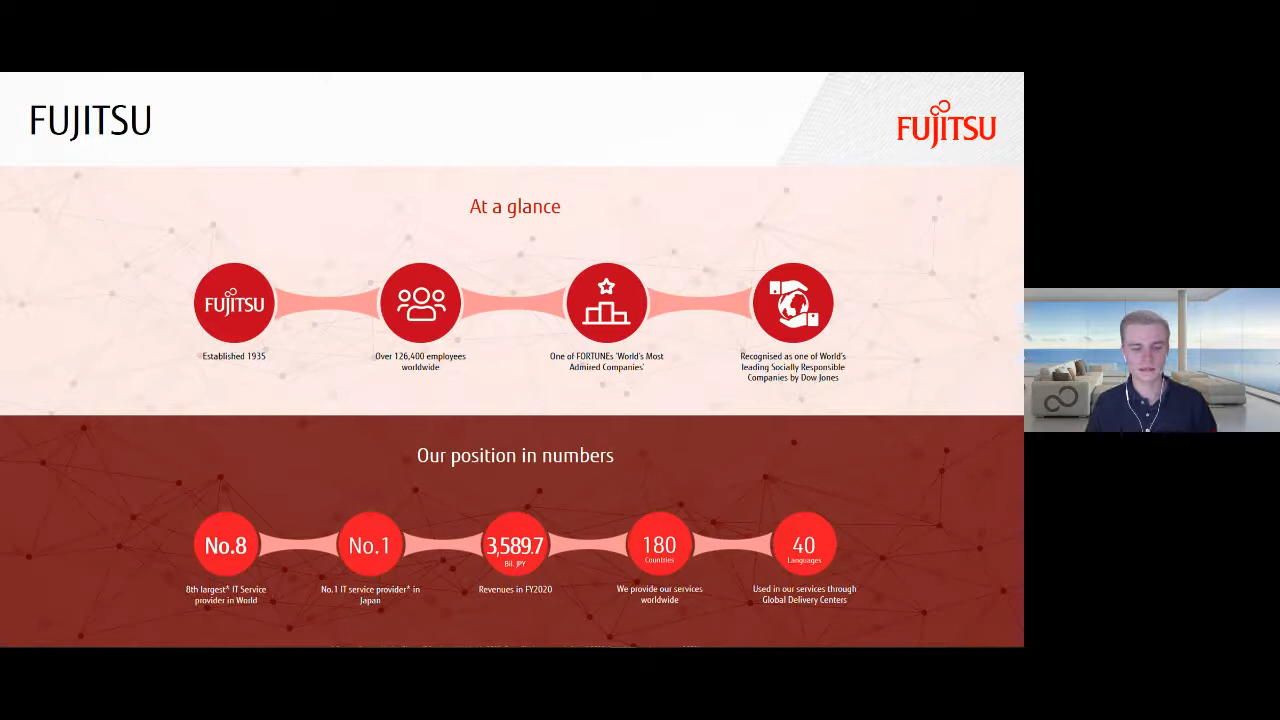 FUJITSU
FUJITSU
At a glance
FUJITSU
Established 1935
Over 126,400 employees
worldwide
One of FORTUNEs 'World's Most
Admired Companies'
Recognised as one of World's
leading Socially Responsible
Companies by Dow Jones
Our position in numbers
No.8
8th largest* IT Service
provider in World
No.1
No.1 IT service provider* in
Japan
3,589.7
Bil. JPY
Revenues in FY2020
180
Countries
We provide our services
worldwide
40
Languages
Used in our services through
Global Delivery Centers